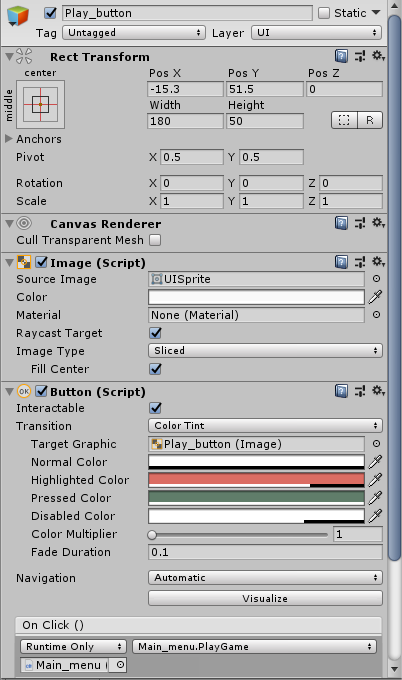 Play_button Static
Tag Untagged Layer UI
Rect Transform
center Pos X Pos Y Pos Z
middle -15.3 51.5 0
Width Height
180 50 R
Anchors
Pivot X 0.5 Y 0.5
Rotation X 0 Y 0 Z 0
Scale X 1 Y 1 Z 1
Canvas Renderer
Cull Transparent Mesh
Image (Script)
Source Image UISprite
Color
Material None (Material)
Raycast Target
Image Type Sliced
Fill Center
OK Button (Script)
Interactable
Transition Color Tint
Target Graphic Play_button (Image)
Normal Color
Highlighted Color
Pressed Color
Disabled Color
Color Multiplier 1
Fade Duration 0.1
Navigation Automatic
Visualize
On Click ()
Runtime Only Main_menu.PlayGame
Main_menu (